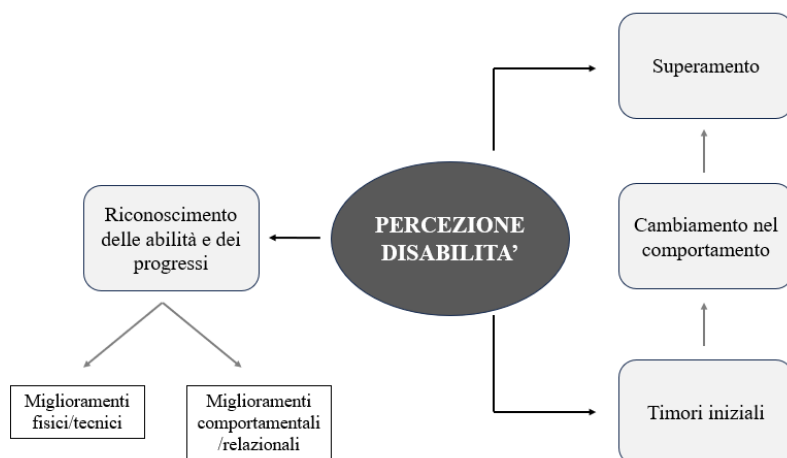 Superamento
Riconoscimento
delle abilità e dei
progressi
PERCEZIONE
DISABILITA’
Cambiamento nel
comportamento
Miglioramenti
fisici/tecnici
Miglioramenti
comportamentali
/relazionali
Timori iniziali